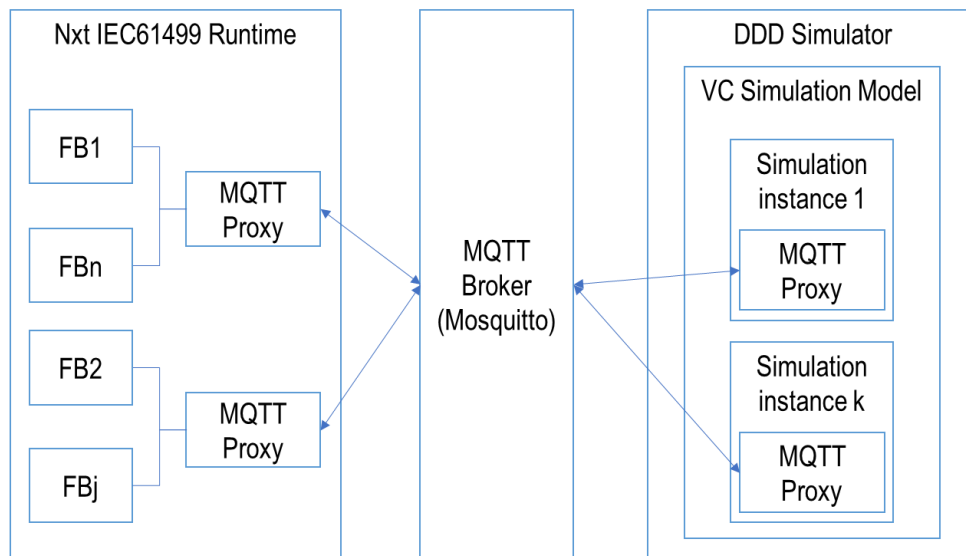 Nxt IEC61499 Runtime
FB1
FBn
MQTT
Proxy
FB2
FBj
MQTT
Proxy
MQTT
Broker
(Mosquitto)
DDD Simulator
VC Simulation Model
Simulation
instance 1
MQTT
Proxy
Simulation
instance k
MQTT
Proxy